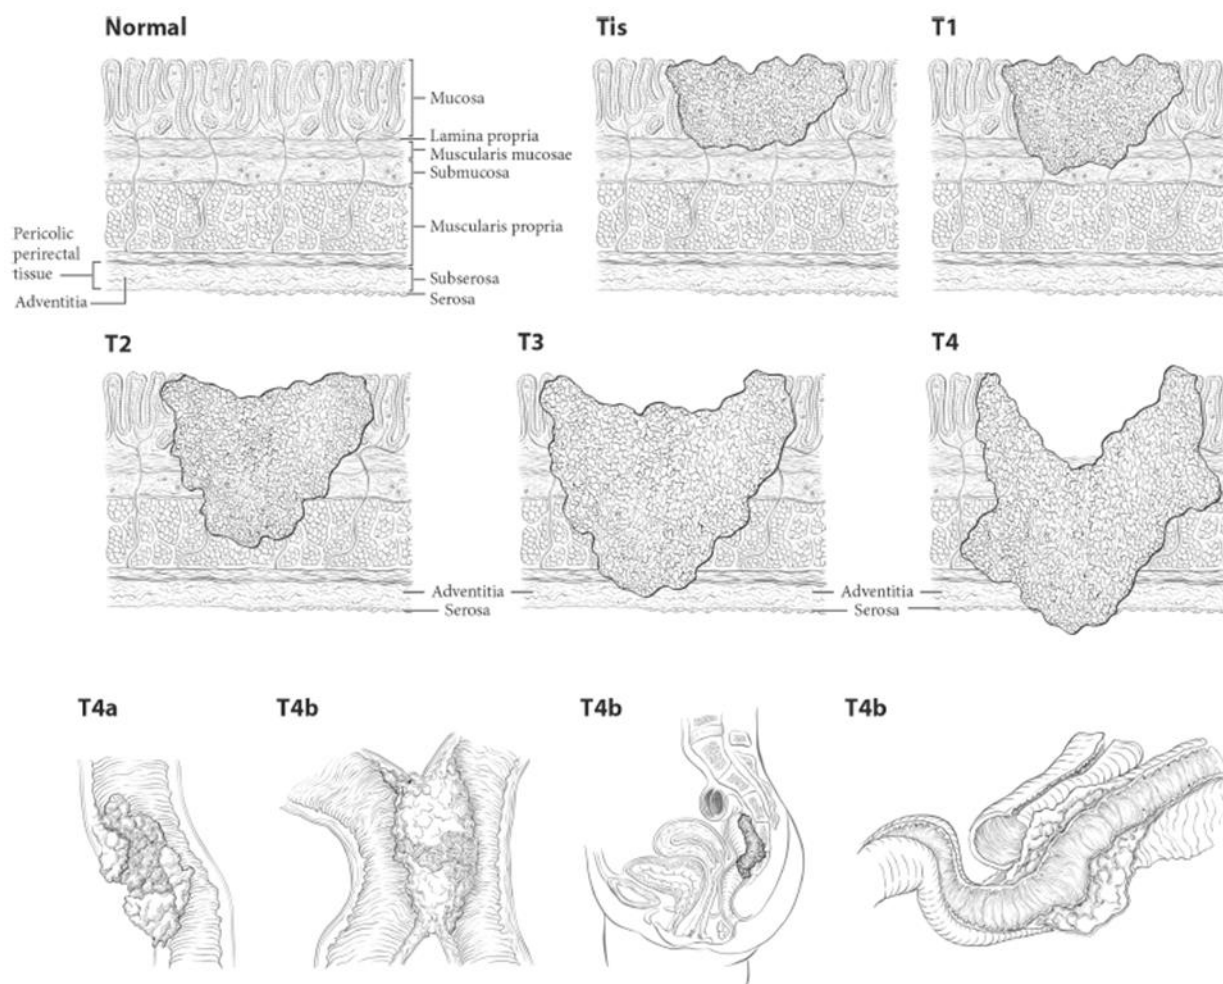 Normal
Tis
T1
Mucosa
Lamina propria
Muscularis mucosae
Submucosa
Muscularis propria
Pericolic
perirectal
tissue
Adventitia
Subserosa
Serosa
T2
T3
T4
Adventitia
Serosa
Adventitia
Serosa
T4a
T4b
T4b
T4b